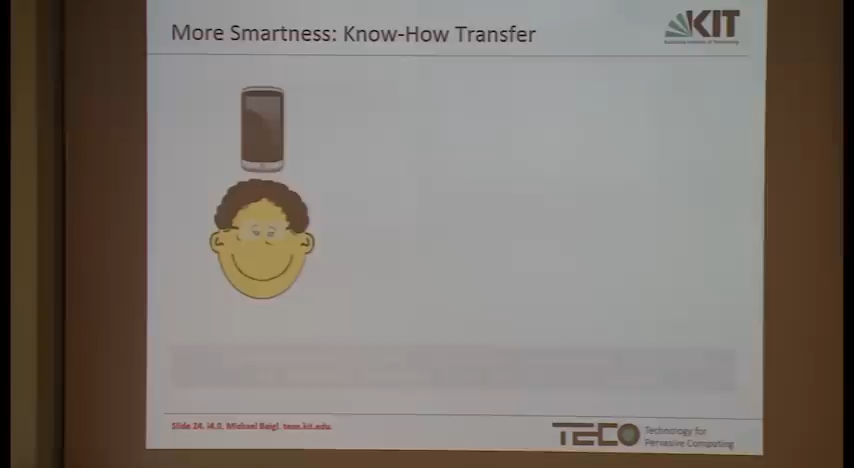 More Smartness: Know-How Transfer
KIT
Slide 24, i4.0, Michael Beigl, teco.kit.edu
TECO
Technology for
Pervasive Computing